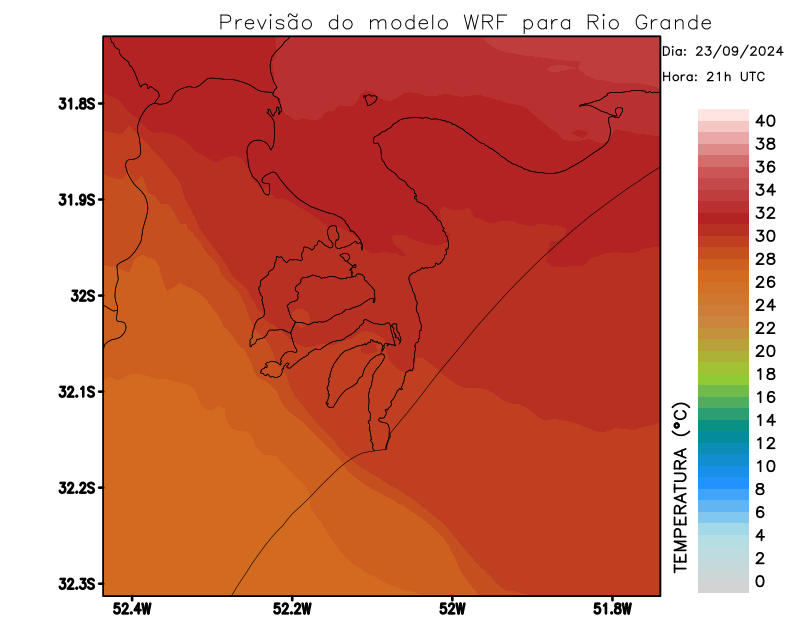 Previsão do modelo WRF para Rio Grande
Dia: 23/09/2024
Hora: 21h UTC
31.8S
31.9S
32S
32.1S
32.2S
32.3S
52.4W
52.2W
52W
51.8W
TEMPERATURA (°C)
40
38
36
34
32
30
28
26
24
22
20
18
16
14
12
10
8
6
4
2
0